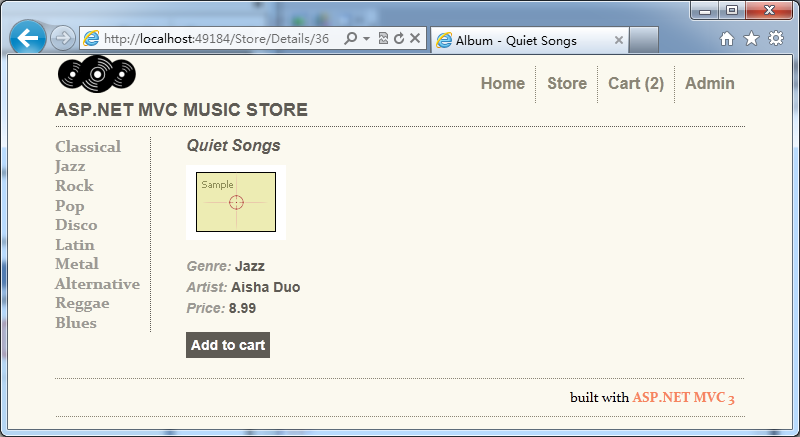 http://localhost:49184/Store/Details/36
Album - Quiet Songs
Home Store Cart (2) Admin
ASP.NET MVC MUSIC STORE
Classical
Jazz
Rock
Pop
Disco
Latin
Metal
Alternative
Reggae
Blues
Quiet Songs
Sample
Genre: Jazz
Artist: Aisha Duo
Price: 8.99
Add to cart
built with ASP.NET MVC 3